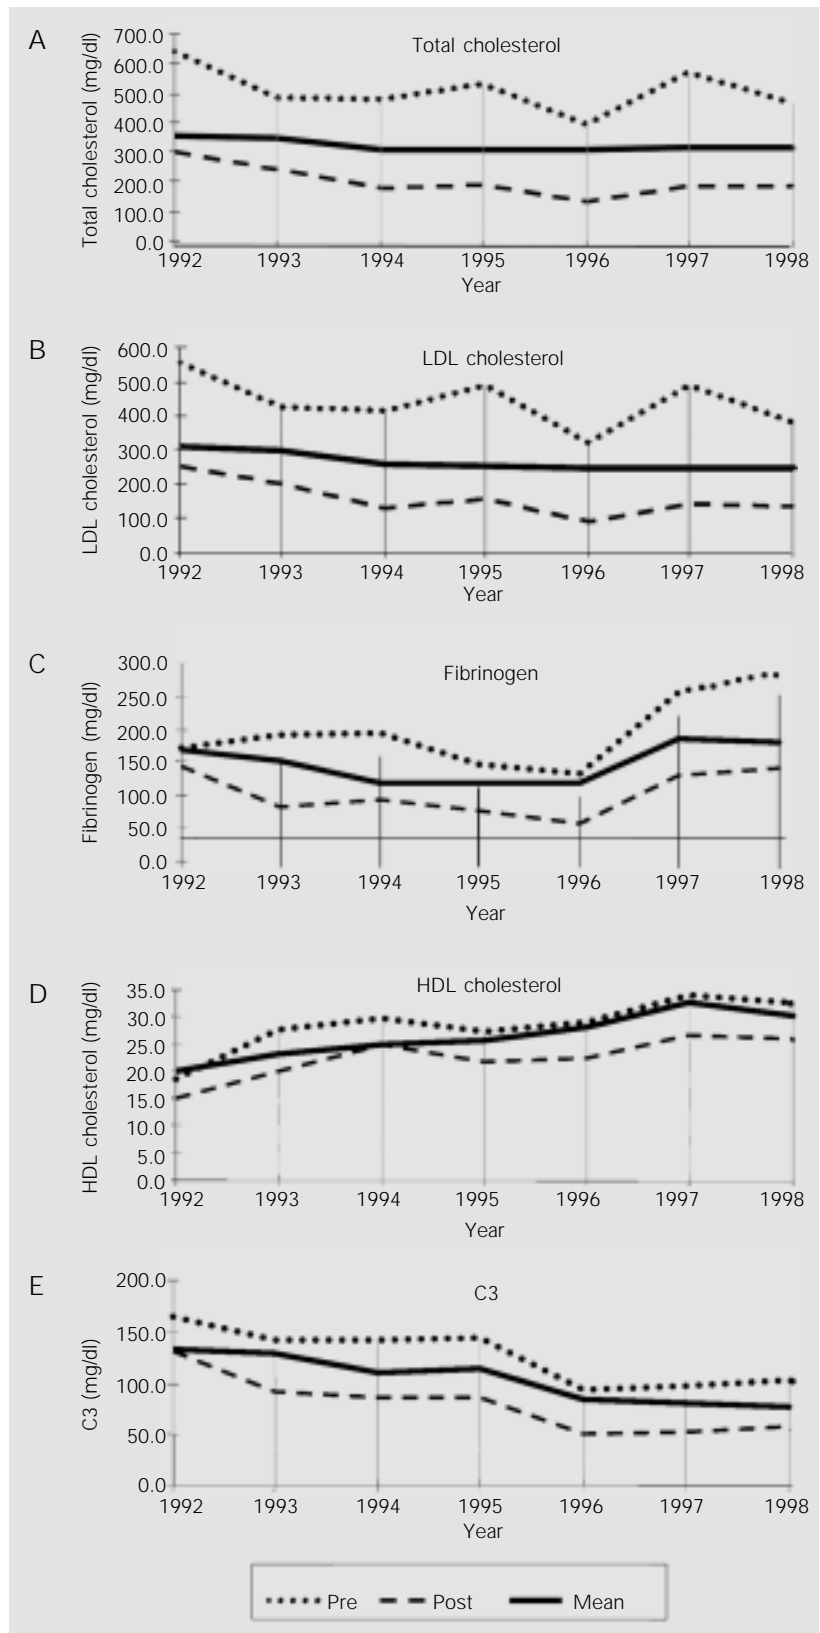 A
Total cholesterol
Total cholesterol (mg/dl)
700.0
600.0
500.0
400.0
300.0
200.0
100.0
0.0
1992 1993 1994 1995 1996 1997 1998
Year
B
LDL cholesterol
LDL cholesterol (mg/dl)
600.0
500.0
400.0
300.0
200.0
100.0
0.0
1992 1993 1994 1995 1996 1997 1998
Year
C
Fibrinogen
Fibrinogen (mg/dl)
300.0
250.0
200.0
150.0
100.0
50.0
0.0
1992 1993 1994 1995 1996 1997 1998
Year
D
HDL cholesterol
HDL cholesterol (mg/dl)
35.0
30.0
25.0
20.0
15.0
10.0
5.0
0.0
1992 1993 1994 1995 1996 1997 1998
Year
E
C3
C3 (mg/dl)
200.0
150.0
100.0
50.0
0.0
1992 1993 1994 1995 1996 1997 1998
Year
Pre Post Mean